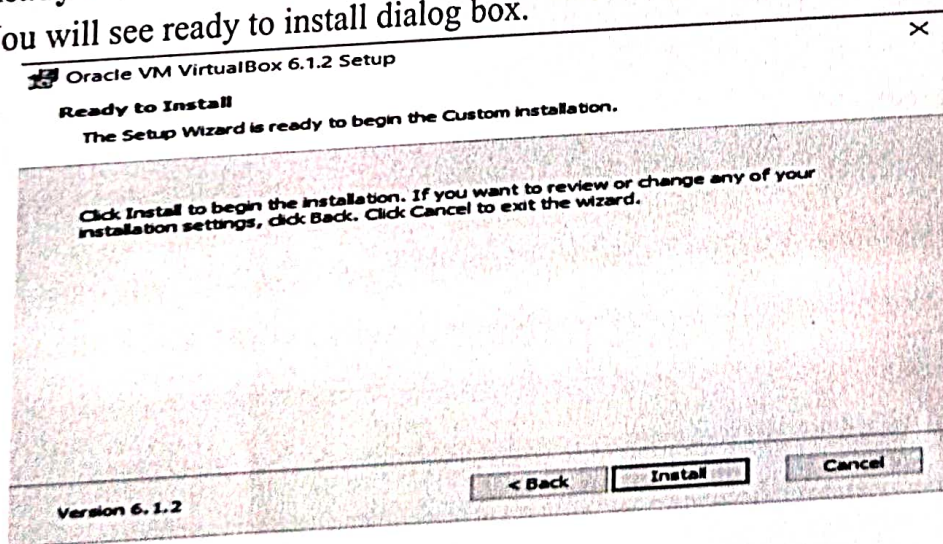 ou will see ready to install dialog box.
Oracle VM VirtualBox 6.1.2 Setup
Ready to Install
The Setup Wizard is ready to begin the Custom installation.
Click Install to begin the installation. If you want to review or change any of your
installation settings, click Back. Click Cancel to exit the wizard.
< Back Install Cancel
Version 6.1.2